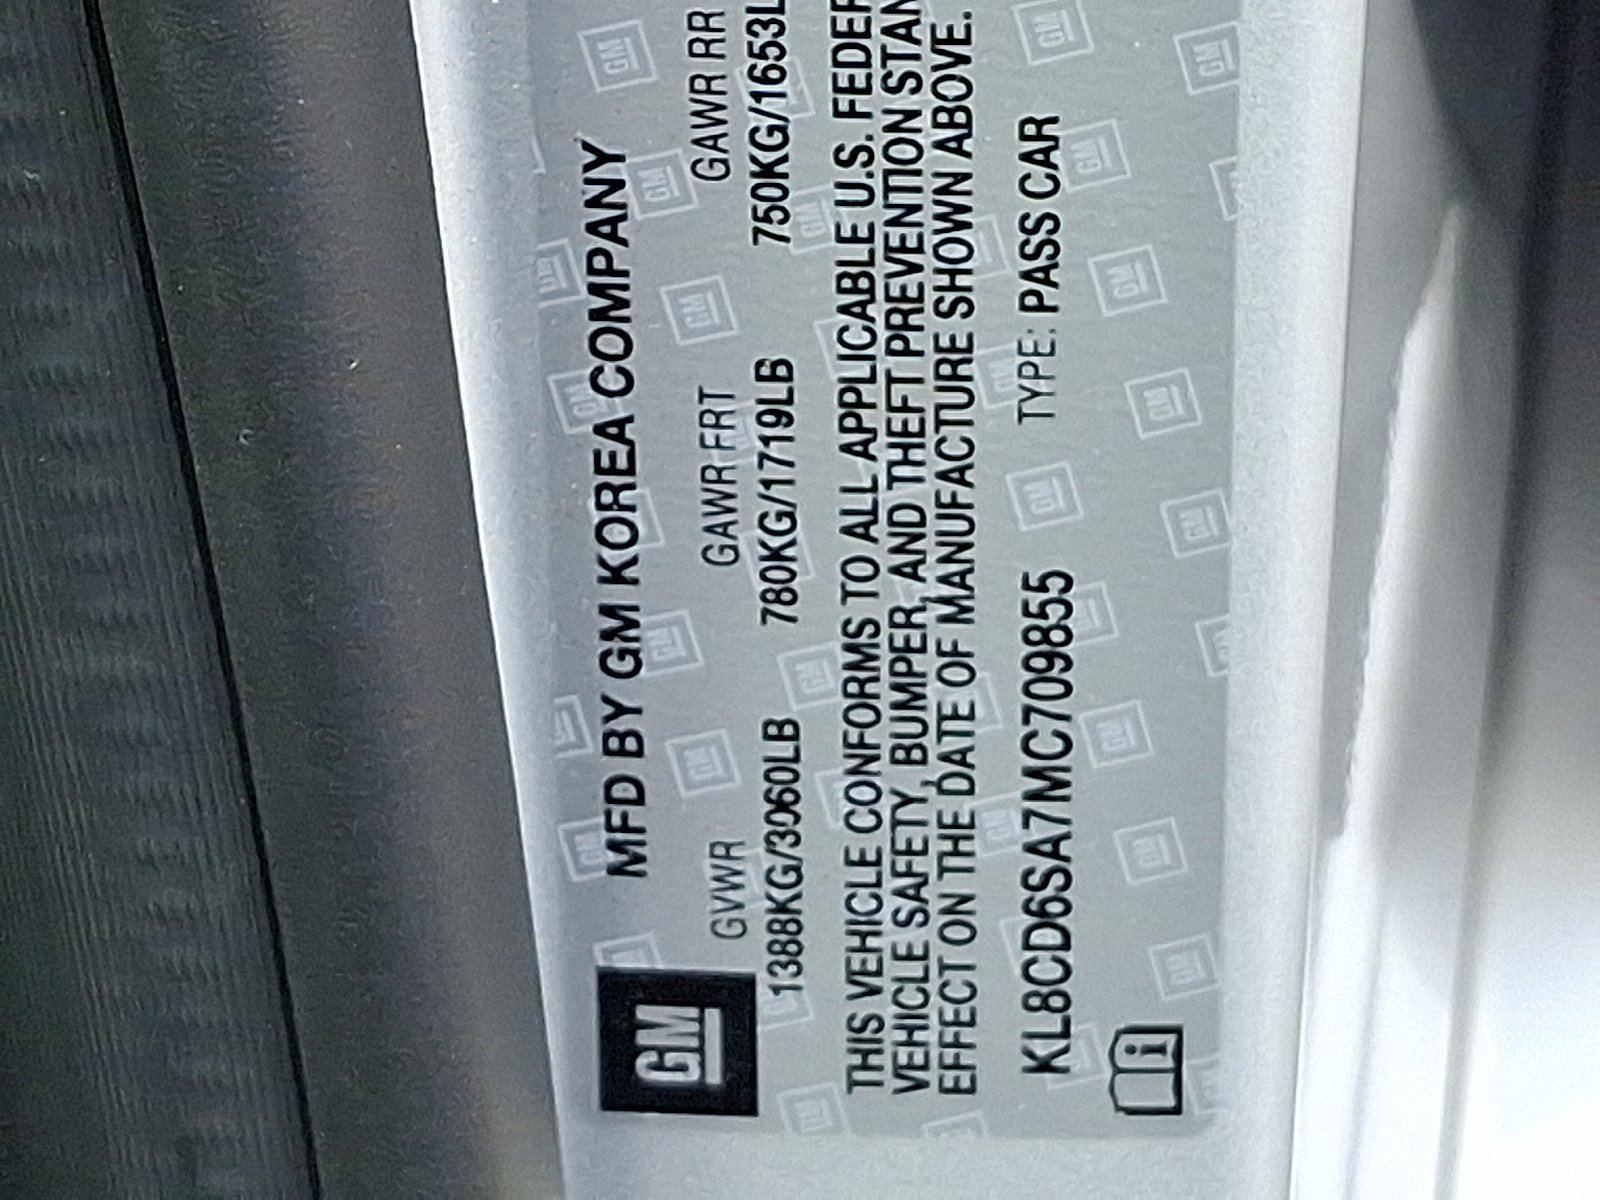 GM
MFD BY GM KOREA COMPANY
GVWR GAWR FRT GAWR RR
1388KG/3060LB 780KG/1719LB 750KG/1653L
THIS VEHICLE CONFORMS TO ALL APPLICABLE U.S. FEDER
VEHICLE SAFETY, BUMPER, AND THEFT PREVENTION STAN
EFFECT ON THE DATE OF MANUFACTURE SHOWN ABOVE.
KL8CD6SA7MC709855 TYPE: PASS CAR